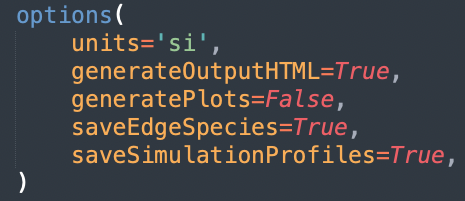 options(
    units='si',
    generateOutputHTML=True,
    generatePlots=False,
    saveEdgeSpecies=True,
    saveSimulationProfiles=True,
)